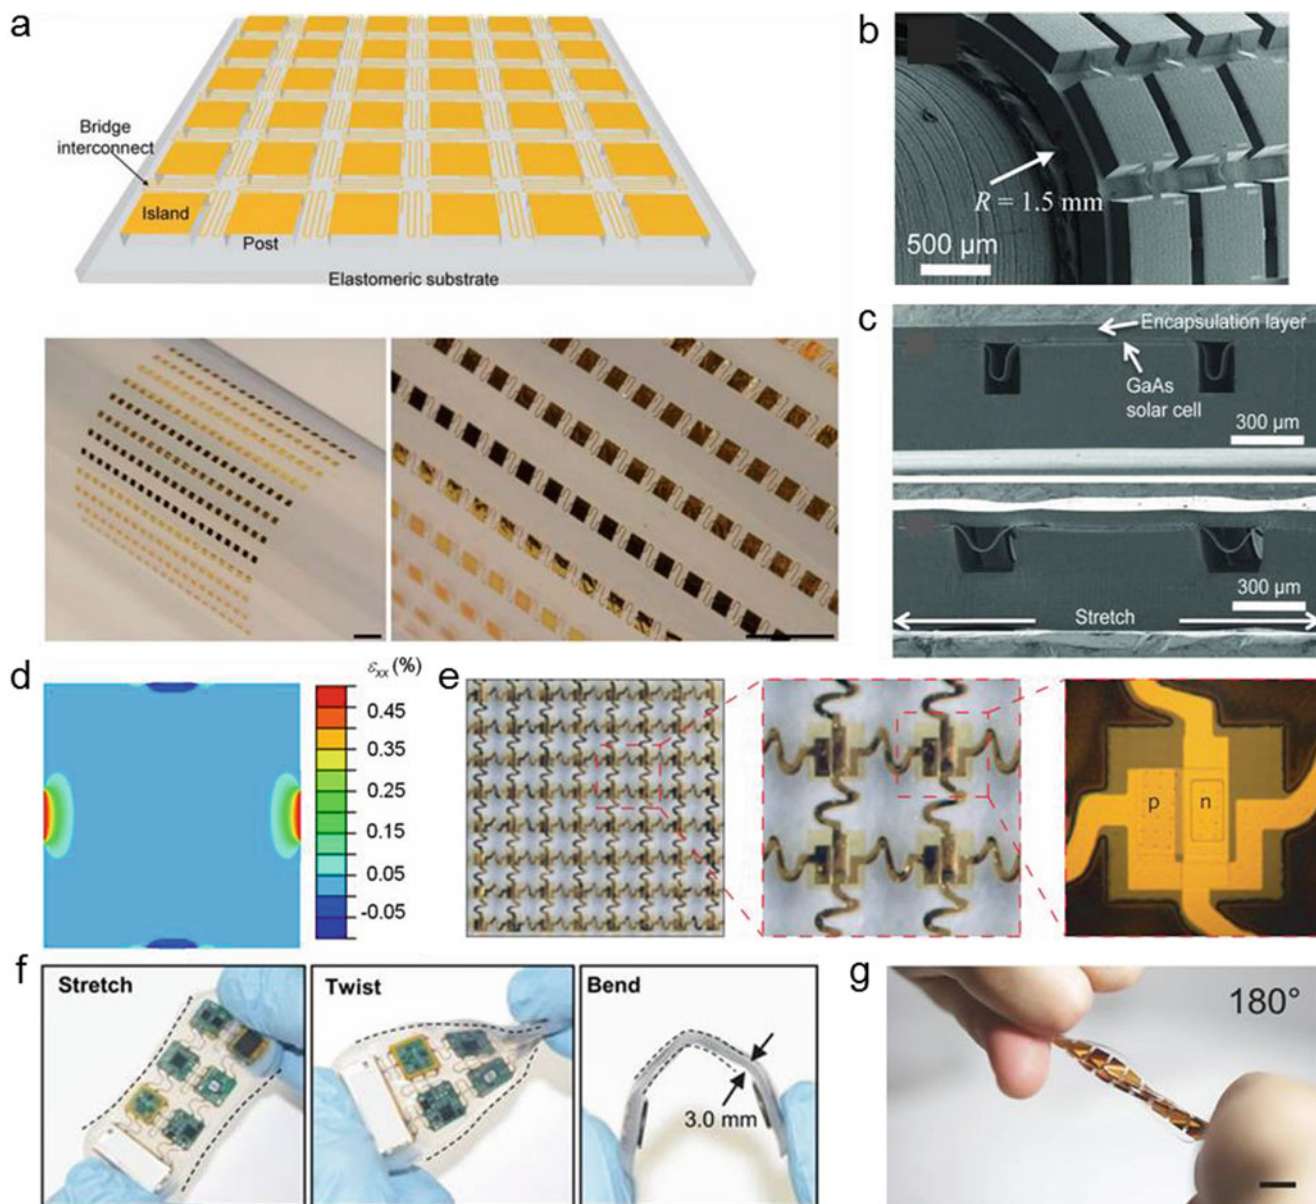 a
Bridge
interconnect
Island
Post
Elastomeric substrate
b
R = 1.5 mm
500 µm
c
Encapsulation layer
GaAs
solar cell
300 µm
300 µm
Stretch
d
εxx (%)
0.45
0.35
0.25
0.15
0.05
-0.05
e
p
n
f
Stretch
Twist
Bend
3.0 mm
g
180°